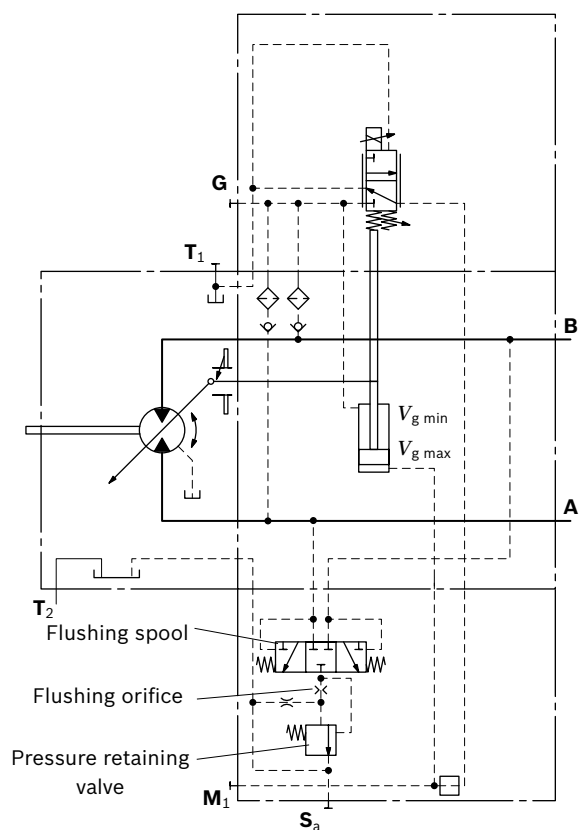 G
T1
B
Vg min
Vg max
A
T2
Flushing spool
Flushing orifice
Pressure retaining
valve
M1
Sa